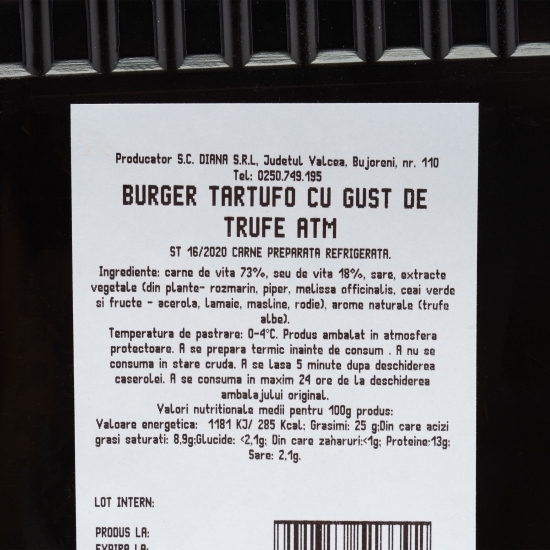 Producator S.C. DIANA S.R.L, Judetul Valcea, Bujoreni, nr. 110
Tel: 0250.749.195
BURGER TARTUFO CU GUST DE
TRUFE ATM
ST 16/2020 CARNE PREPARATA REFRIGERATA.
Ingrediente: carne de vita 73%, seu de vita 18%, sare, extracte
vegetale (din plante- rozmarin, piper, melissa officinalis, ceai verde
si fructe - acerola, lamaie, masline, rodie), arome naturale (trufe
albe).
Temperatura de pastrare: 0-4°C. Produs ambalat in atmosfera
protectoare. A se prepara termic inainte de consum . A nu se
consuma in stare cruda. A se lasa 5 minute dupa deschiderea
caserolei. A se consuma in maxim 24 ore de la deschiderea
ambalajului original.
Valori nutritionale medii pentru 100g produs:
Valoare energetica: 1181 KJ/ 285 Kcal; Grasimi: 25 g;Din care acizi
grasi saturati: 8,9g;Glucide: <2,1g; Din care zaharuri:<1g; Proteine:13g;
Sare: 2,1g.
LOT INTERN:
PRODUS LA:
EXPIRA LA: